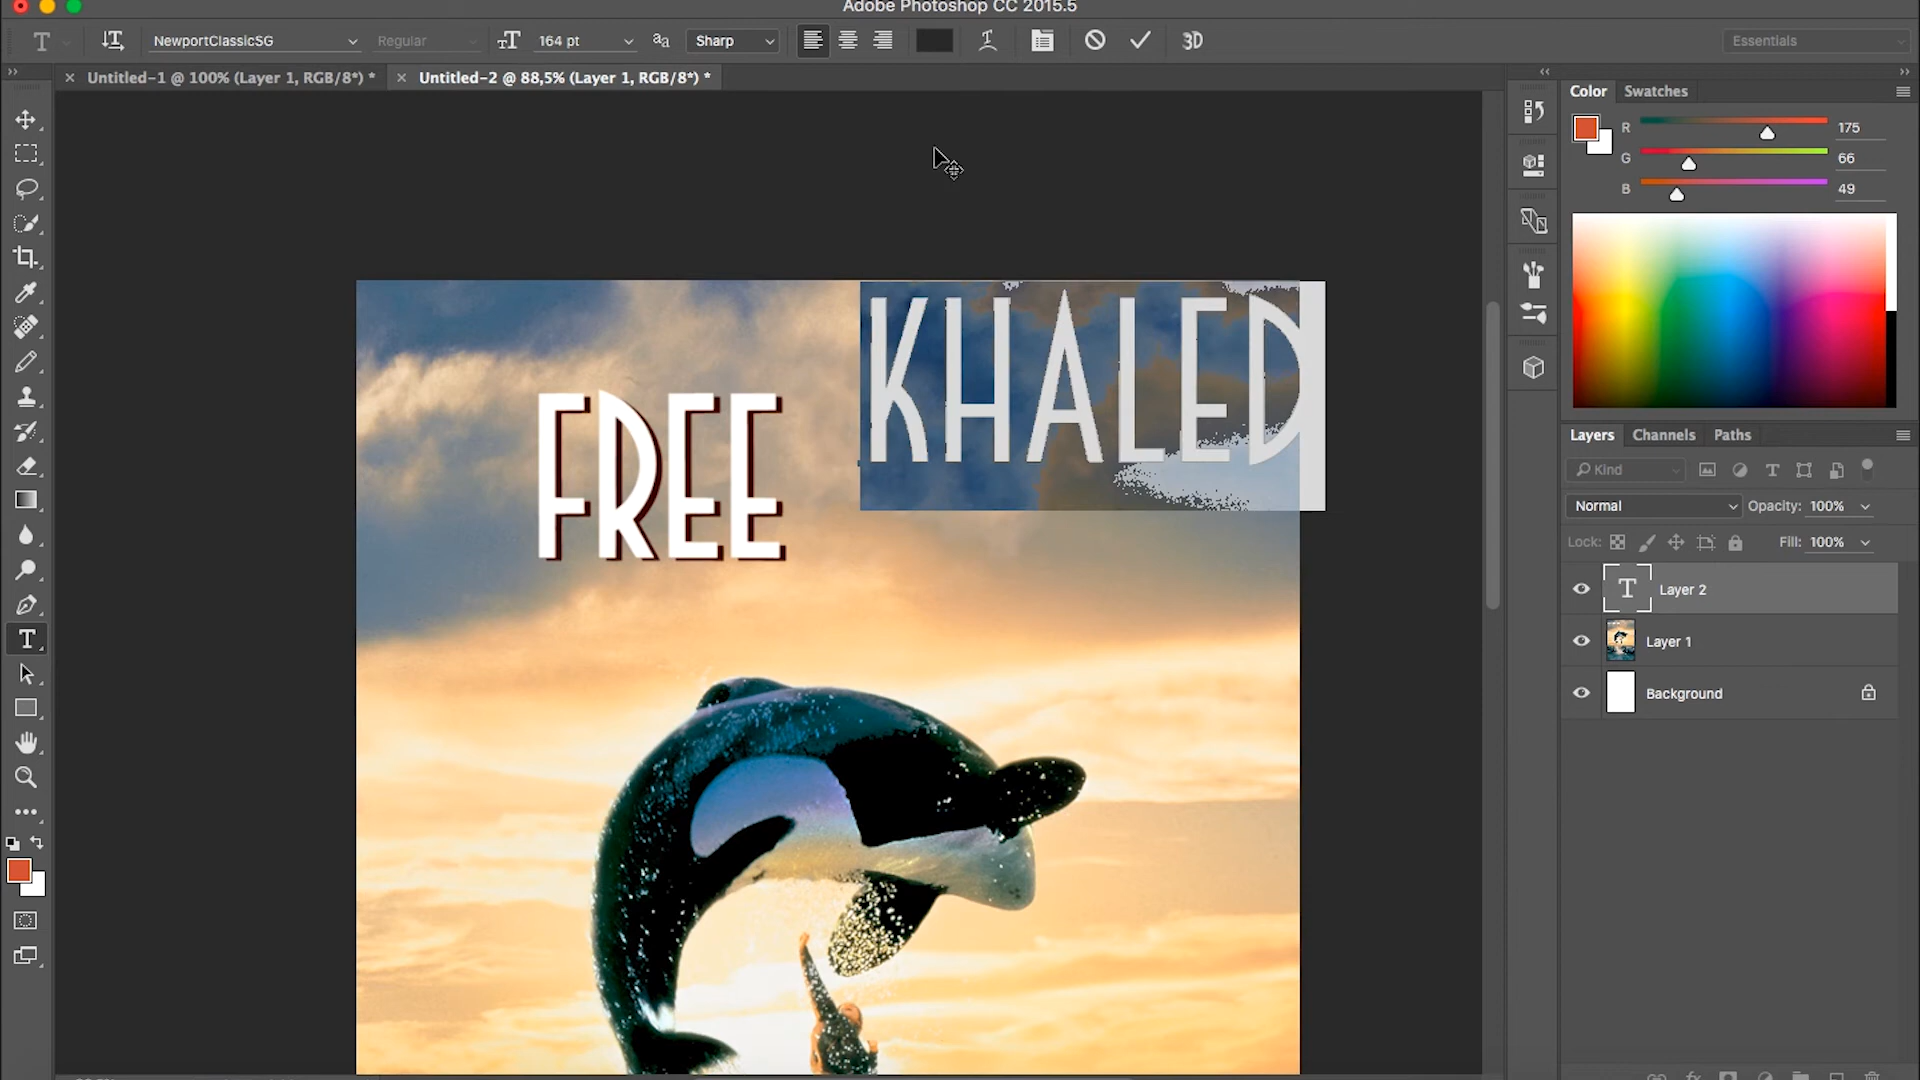 Adobe Photoshop CC 2015.5
T NewportClassicSG Regular 164 pt aa Sharp 3D Essentials
Untitled-1 @ 100% (Layer 1, RGB/8*) * Untitled-2 @ 88,5% (Layer 1, RGB/8*) *
Color Swatches
R 175
G 66
B 49
FREE KHALED
Layers Channels Paths
Kind
Normal Opacity: 100%
Lock: Fill: 100%
T Layer 2
Layer 1
Background